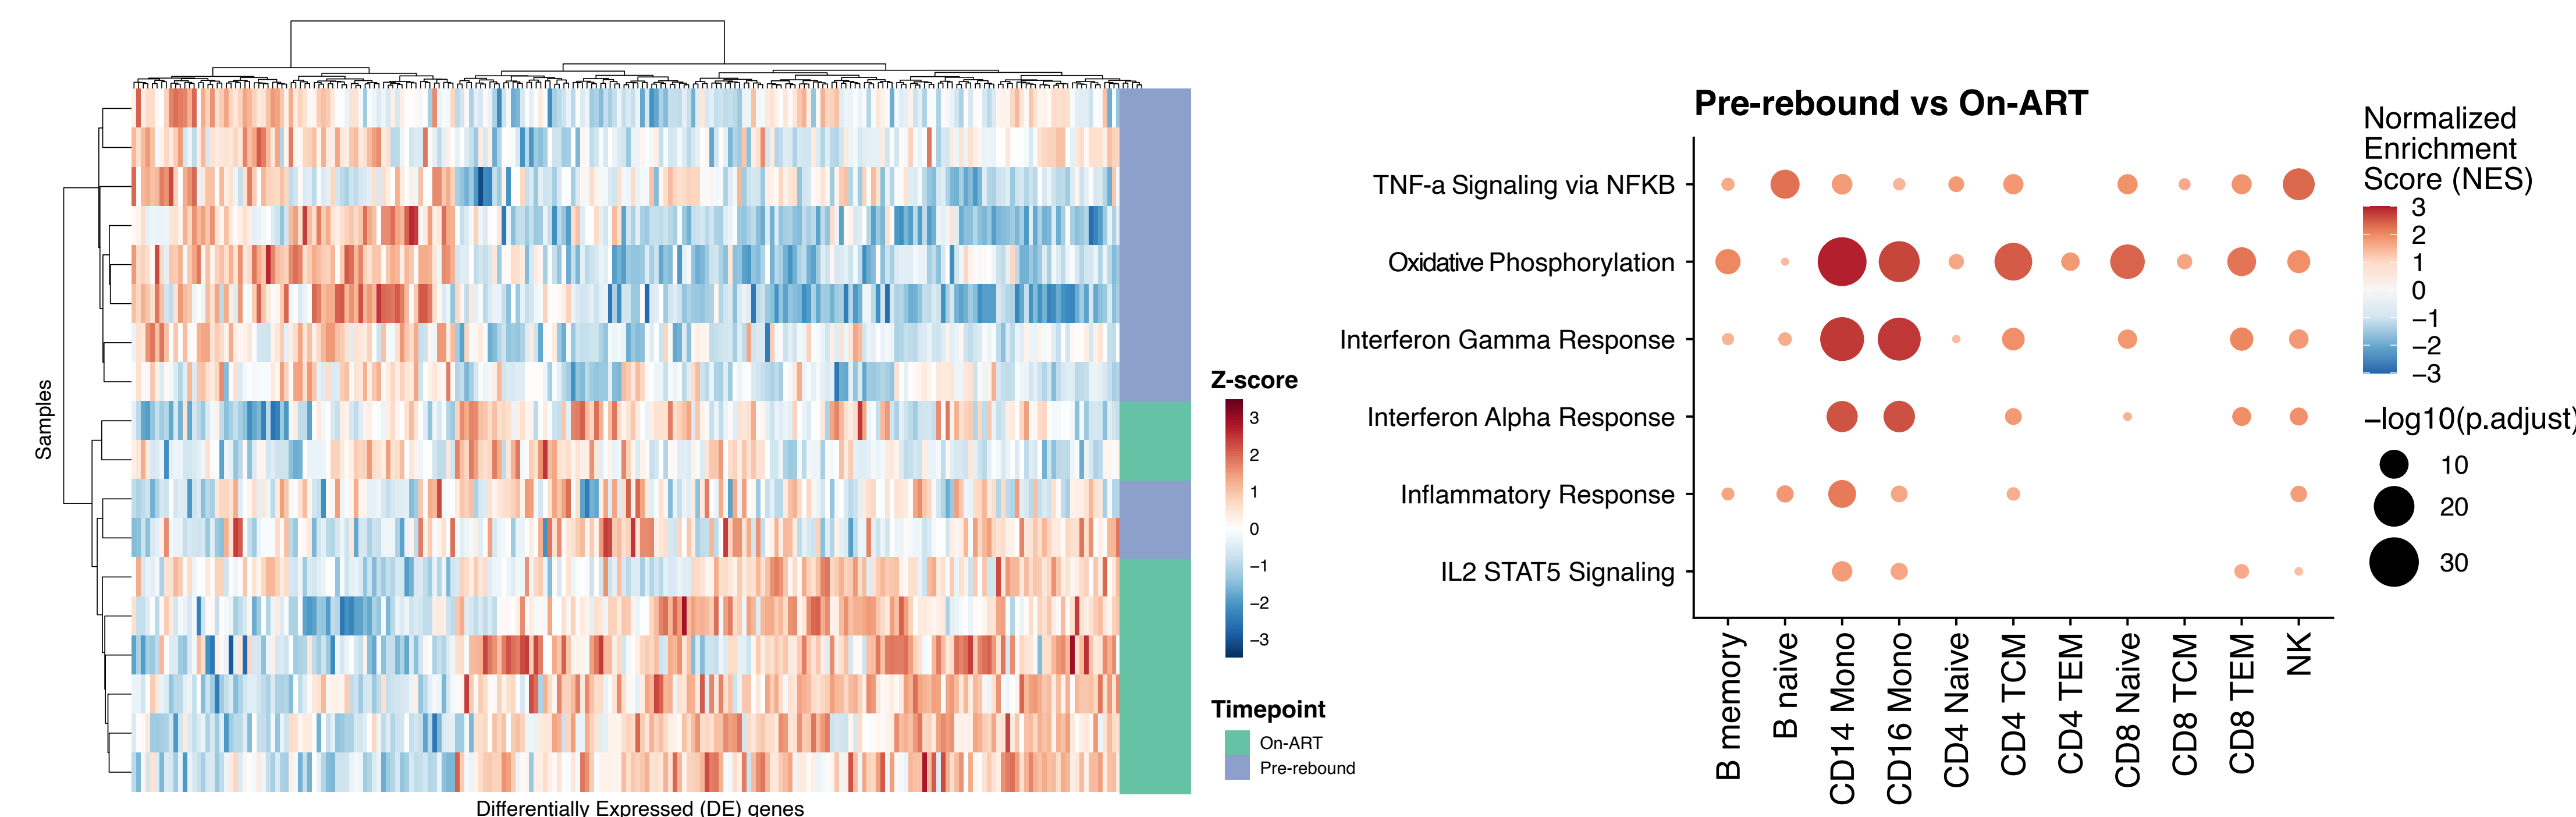 Samples
Differentially Expressed (DE) genes
Z-score
3
2
1
0
−1
−2
−3
Timepoint
On-ART
Pre-rebound
Pre-rebound vs On-ART
TNF-a Signaling via NFKB
Oxidative Phosphorylation
Interferon Gamma Response
Interferon Alpha Response
Inflammatory Response
IL2 STAT5 Signaling
B memory
B naive
CD14 Mono
CD16 Mono
CD4 Naive
CD4 TCM
CD4 TEM
CD8 Naive
CD8 TCM
CD8 TEM
NK
Normalized
Enrichment
Score (NES)
3
2
1
0
−1
−2
−3
−log10(p.adjust)
10
20
30